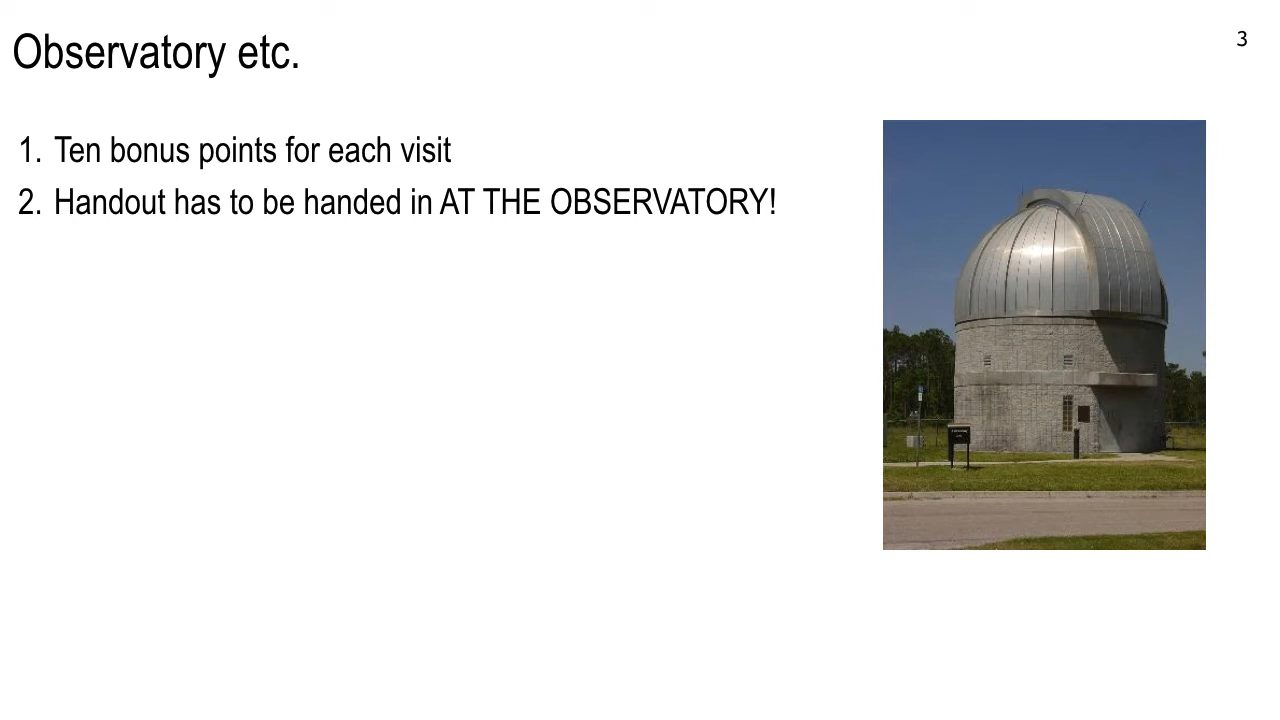 Observatory etc.
3
1. Ten bonus points for each visit
2. Handout has to be handed in AT THE OBSERVATORY!